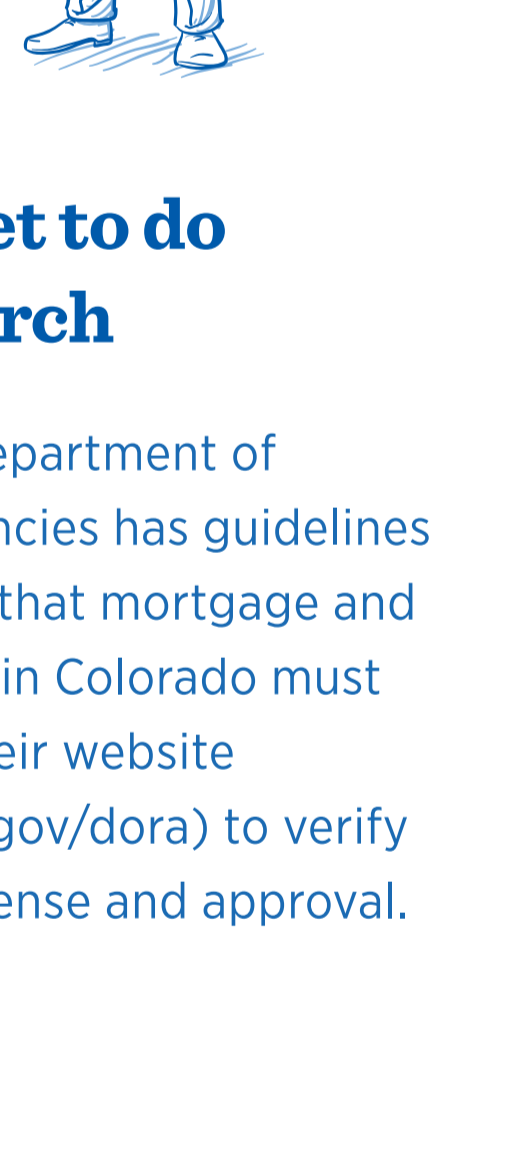 et to do
rch
epartment of
ncies has guidelines
that mortgage and
in Colorado must
eir website
gov/dora) to verify
ense and approval.